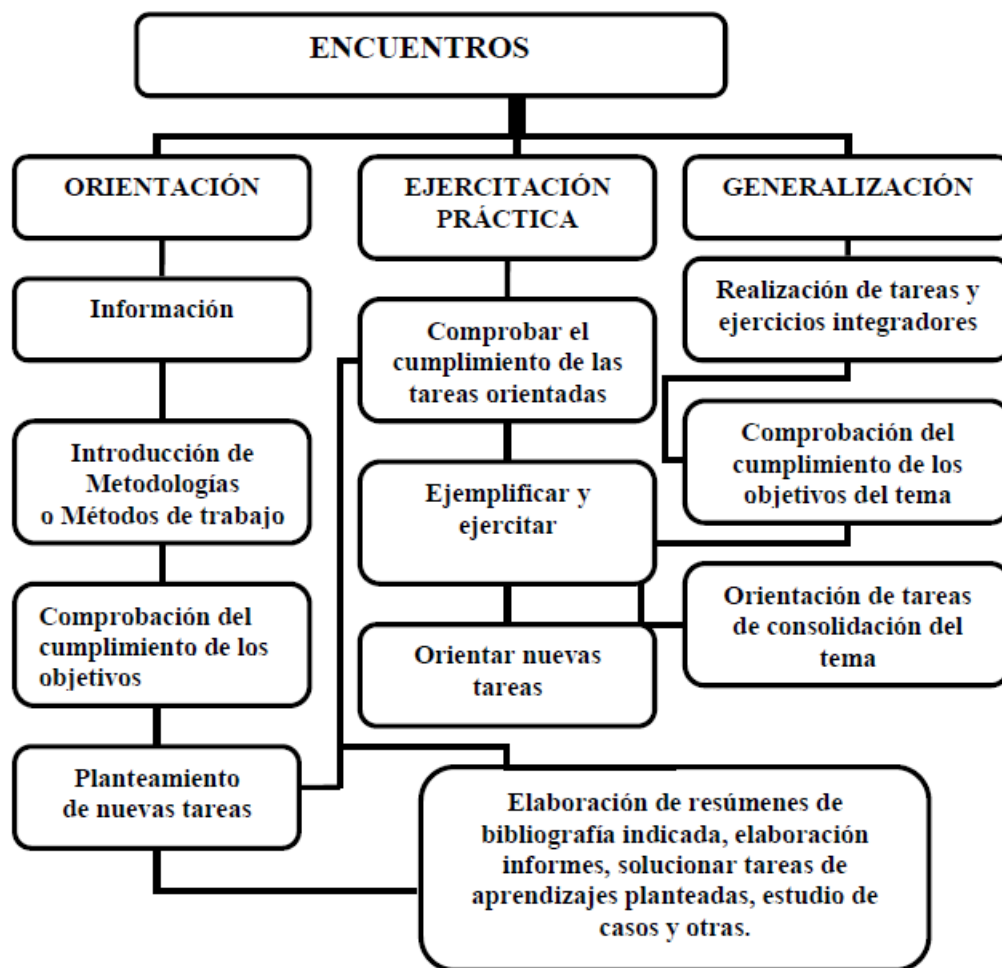 ENCUENTROS
ORIENTACIÓN
EJERCITACIÓN
PRÁCTICA
GENERALIZACIÓN
Información
Introducción de
Metodologías
o Métodos de trabajo
Comprobación del
cumplimiento de los
objetivos
Planteamiento
de nuevas tareas
Comprobar el
cumplimiento de las
tareas orientadas
Ejemplificar y
ejercitar
Orientar nuevas
tareas
Realización de tareas y
ejercicios integradores
Comprobación del
cumplimiento de los
objetivos del tema
Orientación de tareas
de consolidación del
tema
Elaboración de resúmenes de
bibliografía indicada, elaboración
informes, solucionar tareas de
aprendizajes planteadas, estudio de
casos y otras.